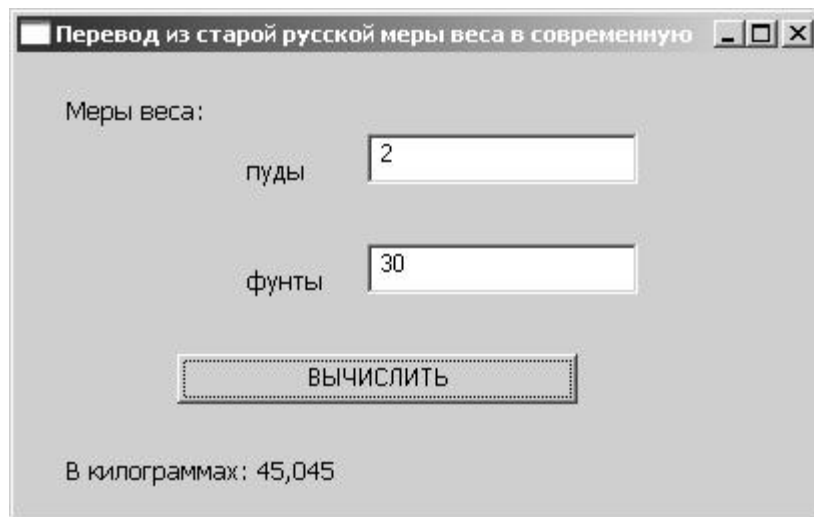 Перевод из старой русской меры веса в современную
Меры веса:
пуды 2
фунты 30
ВЫЧИСЛИТЬ
В килограммах: 45,045